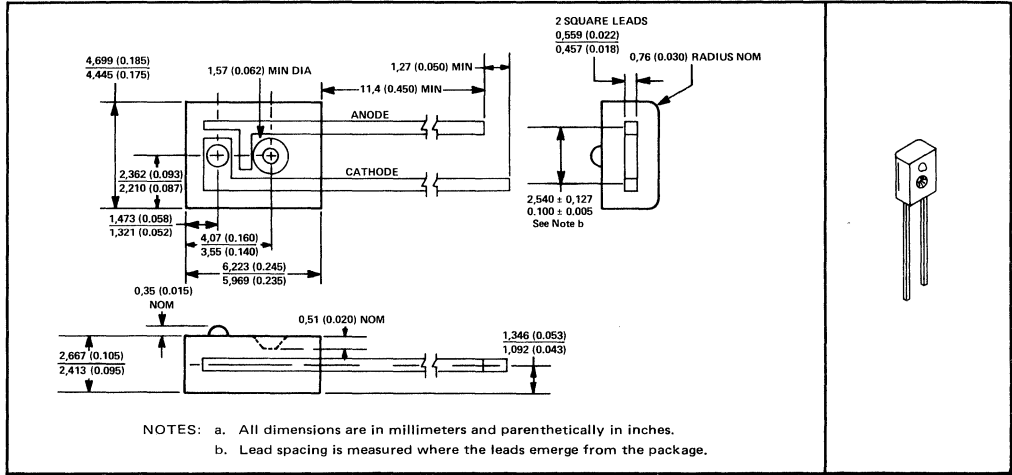 2 SQUARE LEADS
0,559 (0.022)
0,457 (0.018)
0,76 (0.030) RADIUS NOM
4,699 (0.185)
4,445 (0.175)
1,57 (0.062) MIN DIA
1,27 (0.050) MIN
11,4 (0.450) MIN
ANODE
CATHODE
2,362 (0.093)
2,210 (0.087)
2,540 ± 0,127
0.100 ± 0.005
See Note b
1,473 (0.058)
1,321 (0.052)
4,07 (0.160)
3,55 (0.140)
6,223 (0.245)
5,969 (0.235)
0,35 (0.015)
NOM
0,51 (0.020) NOM
1,346 (0.053)
1,092 (0.043)
2,667 (0.105)
2,413 (0.095)
NOTES: a. All dimensions are in millimeters and parenthetically in inches.
b. Lead spacing is measured where the leads emerge from the package.